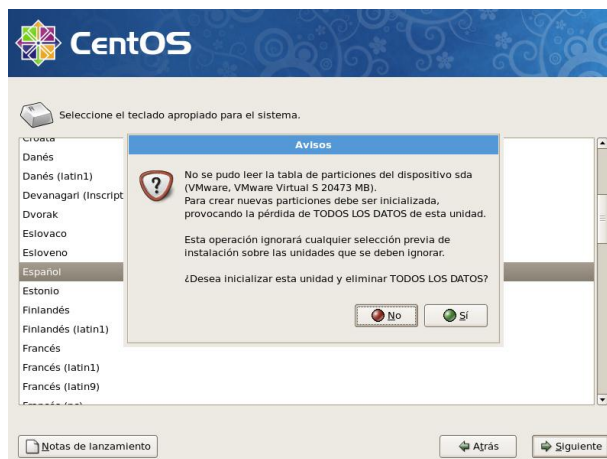 CentOS
Seleccione el teclado apropiado para el sistema.
Croata
Danés
Danés (latin1)
Devanagari (Inscript
Dvorak
Eslovaco
Esloveno
Español
Estonio
Finlandés
Finlandés (latin1)
Francés
Francés (latin1)
Francés (latin9)
Francés (pc)
Avisos
No se pudo leer la tabla de particiones del dispositivo sda
(VMware, VMware Virtual S 20473 MB).
Para crear nuevas particiones debe ser inicializada,
provocando la pérdida de TODOS LOS DATOS de esta unidad.
Esta operación ignorará cualquier selección previa de
instalación sobre las unidades que se deben ignorar.
¿Desea inicializar esta unidad y eliminar TODOS LOS DATOS?
No
Sí
Notas de lanzamiento
Atrás
Siguiente